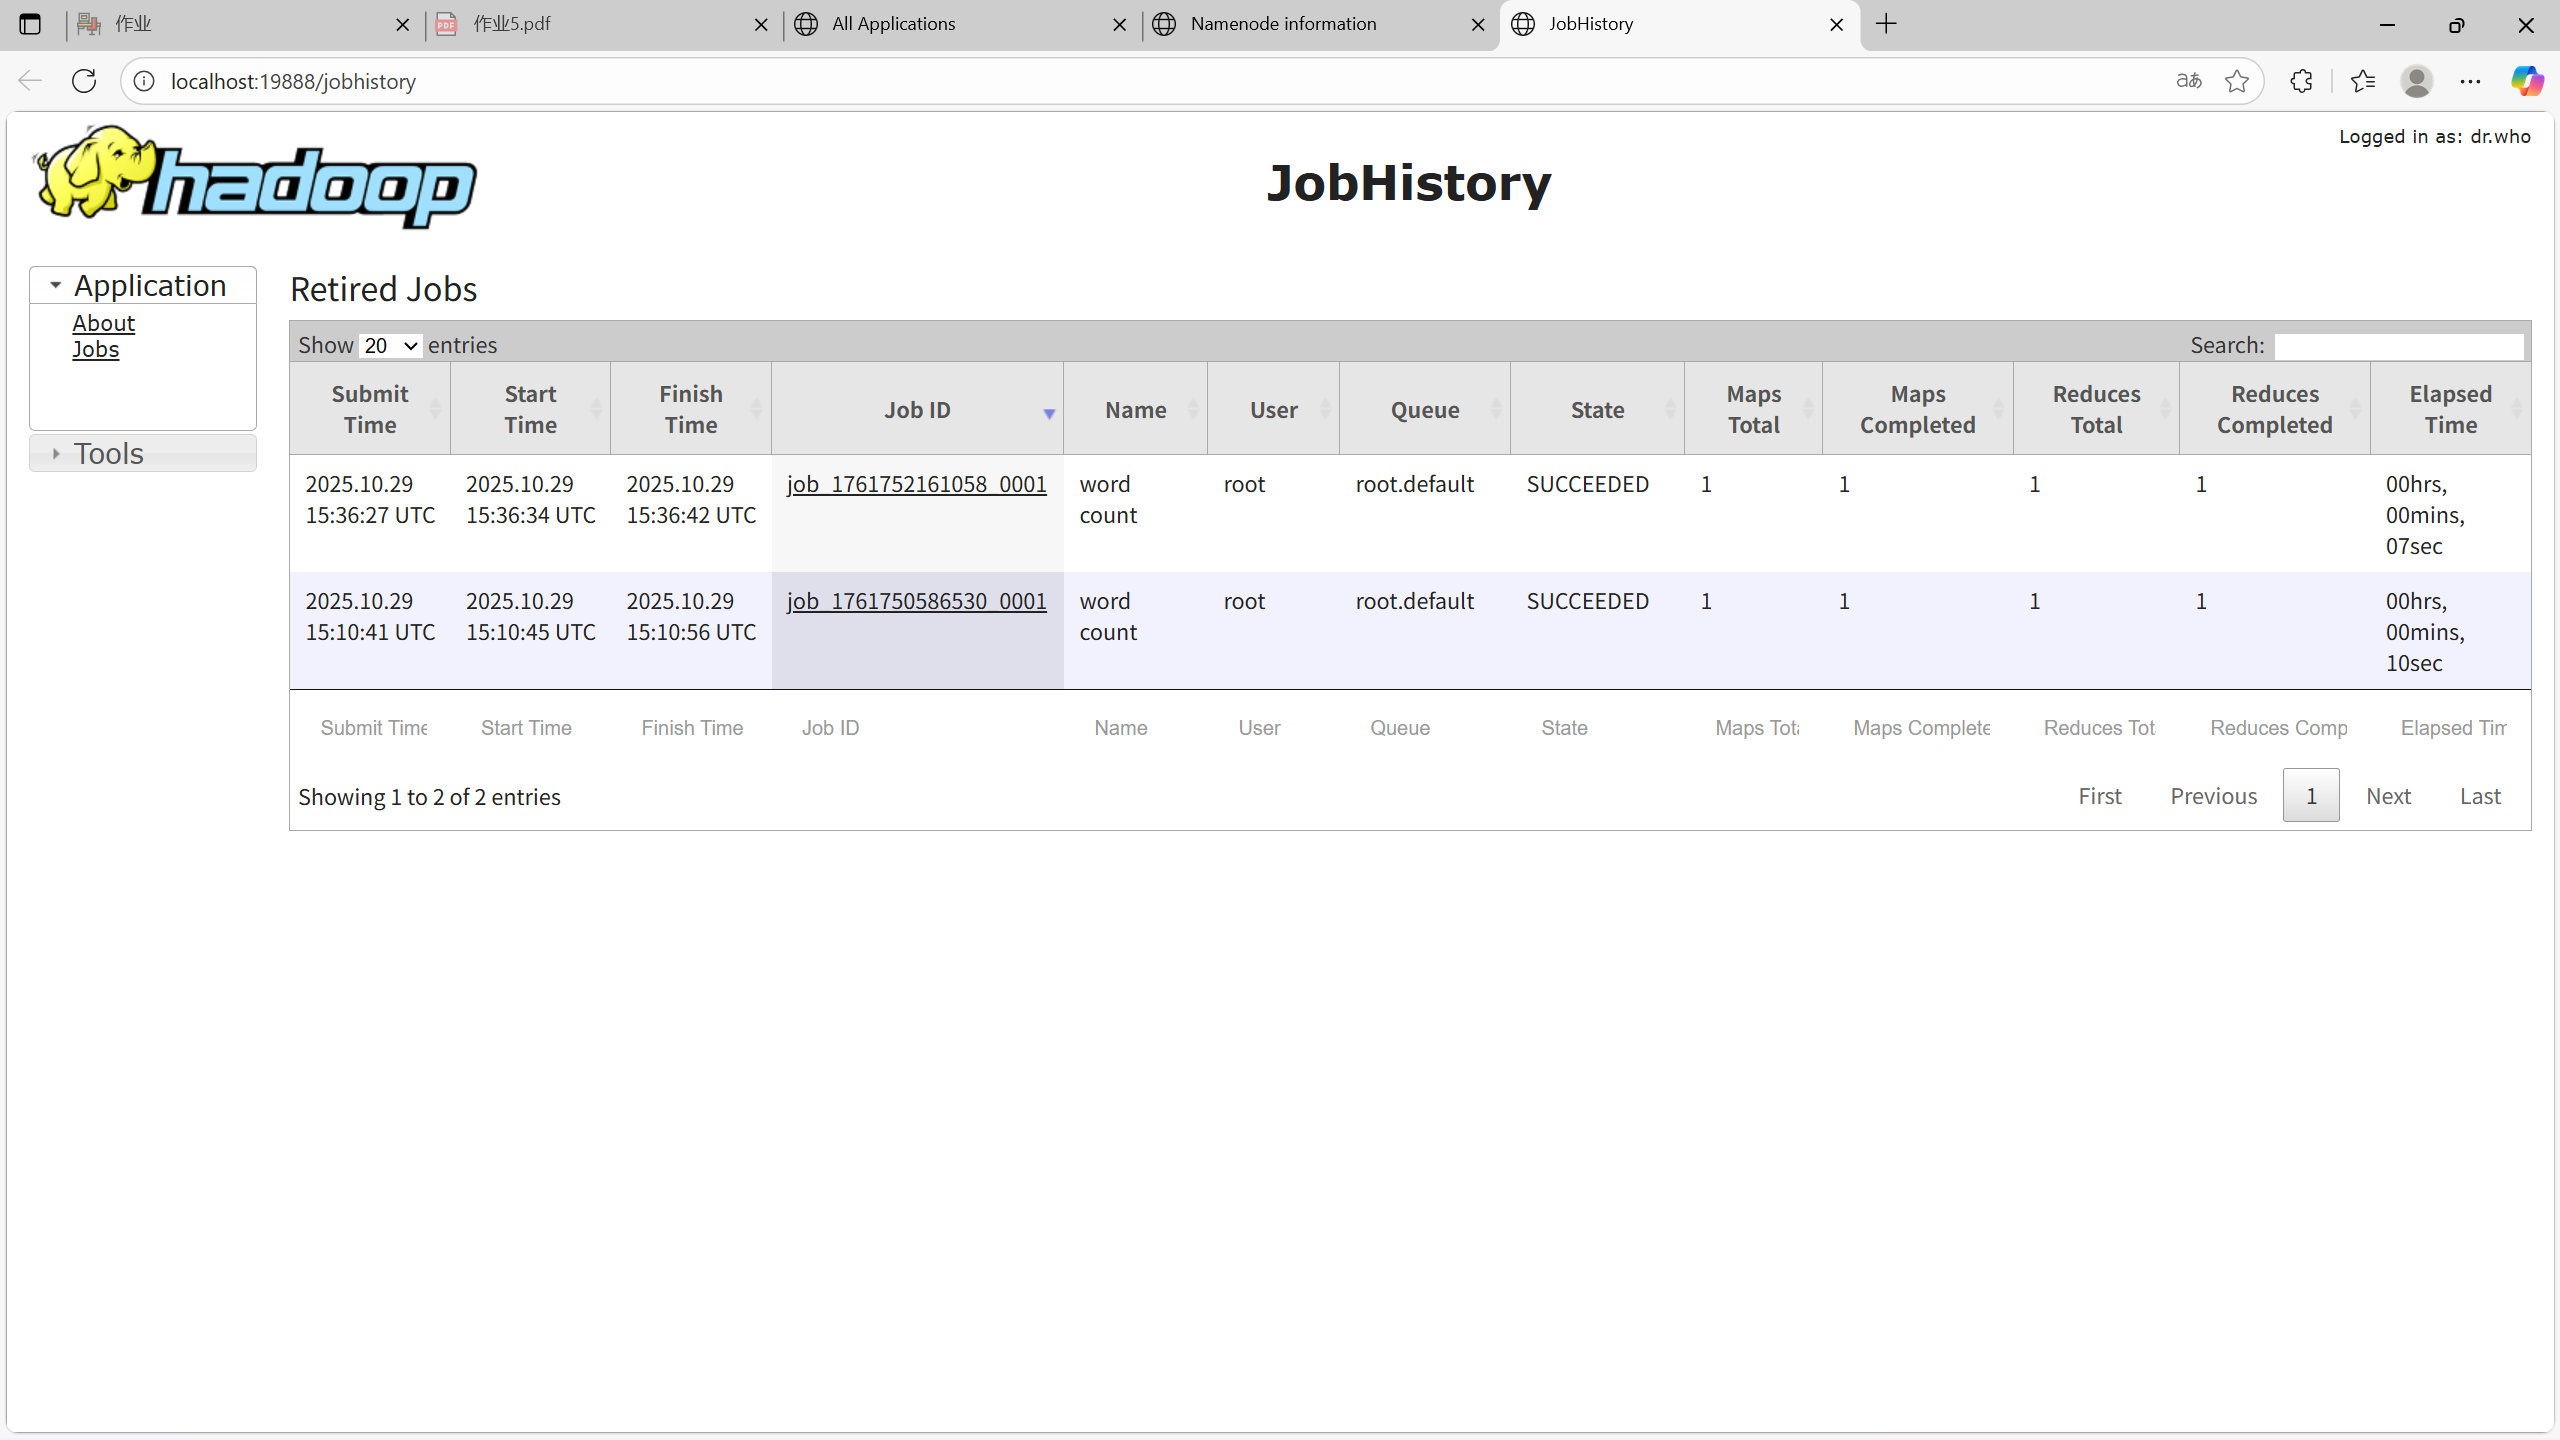 作业
作业5.pdf
All Applications
Namenode information
JobHistory
localhost:19888/jobhistory
hadoop
JobHistory
Logged in as: dr.who
Application
About
Jobs
Tools
Retired Jobs
Show 20 entries
Search:
Submit Time
Start Time
Finish Time
Job ID
Name
User
Queue
State
Maps Total
Maps Completed
Reduces Total
Reduces Completed
Elapsed Time
2025.10.29 15:36:27 UTC
2025.10.29 15:36:34 UTC
2025.10.29 15:36:42 UTC
job_1761752161058_0001
word count
root
root.default
SUCCEEDED
1
1
1
1
00hrs, 00mins, 07sec
2025.10.29 15:10:41 UTC
2025.10.29 15:10:45 UTC
2025.10.29 15:10:56 UTC
job_1761750586530_0001
word count
root
root.default
SUCCEEDED
1
1
1
1
00hrs, 00mins, 10sec
Submit Time
Start Time
Finish Time
Job ID
Name
User
Queue
State
Maps Tota
Maps Complete
Reduces Tot
Reduces Comp
Elapsed Tim
Showing 1 to 2 of 2 entries
First
Previous
1
Next
Last